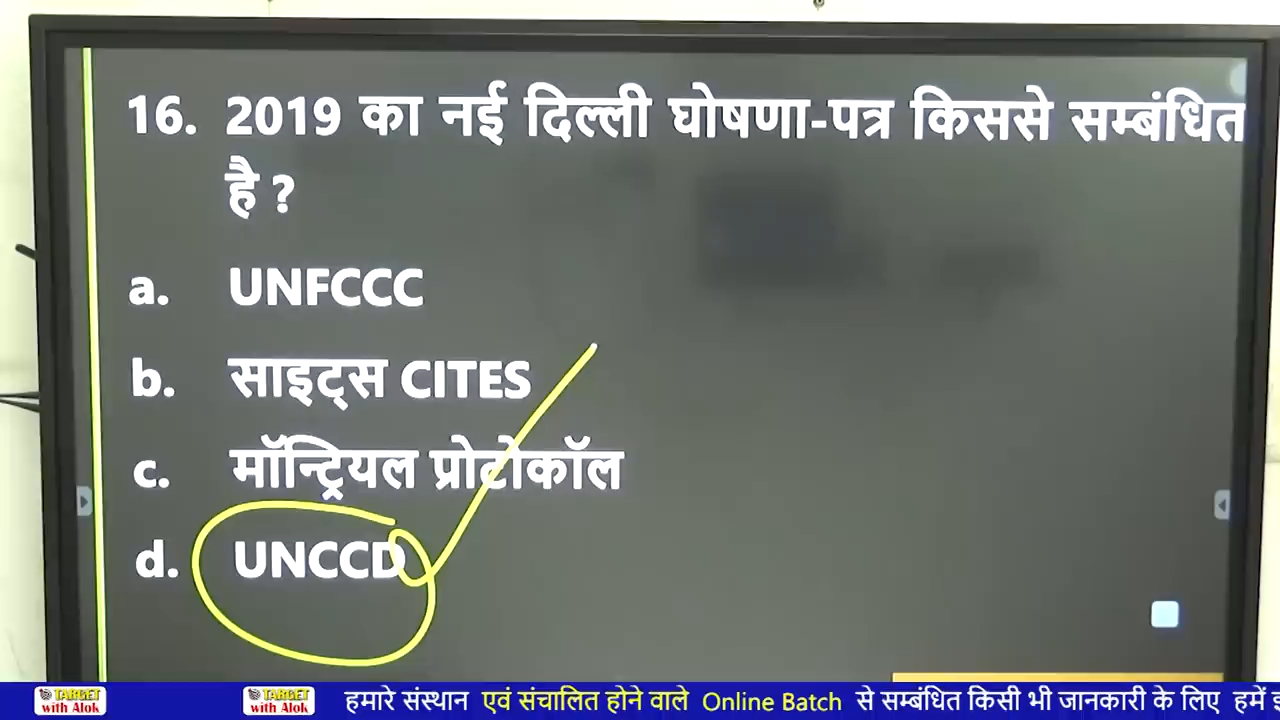 16. 2019 का नई दिल्ली घोषणा-पत्र किससे सम्बंधित
है ?
a. UNFCCC
b. साइट्स CITES
c. मॉन्ट्रियल प्रोटोकॉल
d. UNCCD
TARGET with Alok TARGET with Alok हमारे संस्थान एवं संचालित होने वाले Online Batch से सम्बंधित किसी भी जानकारी के लिए हमें